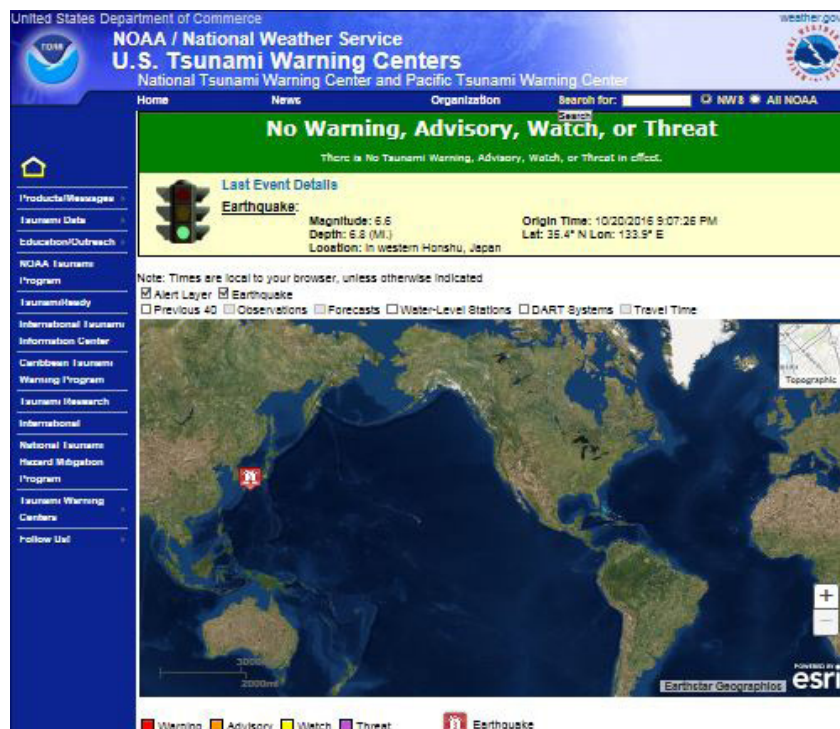 United States Department of Commerce
weather.gov
NOAA / National Weather Service
U.S. Tsunami Warning Centers
National Tsunami Warning Center and Pacific Tsunami Warning Center
Home News Organization Search for: NWS All NOAA
Search
No Warning, Advisory, Watch, or Threat
There is No Tsunami Warning, Advisory, Watch, or Threat in effect.
Last Event Details
Earthquake:
Magnitude: 6.6 Origin Time: 10/20/2016 9:07:26 PM
Depth: 6.8 (Mi.) Lat: 35.4° N Lon: 133.9° E
Location: in western Honshu, Japan
Products/Messages
Tsunami Data
Education/Outreach
NOAA Tsunami
Program
TsunamiReady
International Tsunami
Information Center
Caribbean Tsunami
Warning Program
Tsunami Research
International
National Tsunami
Hazard Mitigation
Program
Tsunami Warning
Centers
Follow Us!
Note: Times are local to your browser, unless otherwise indicated
Alert Layer Earthquake
Previous 40 Observations Forecasts Water-Level Stations DART Systems Travel Time
Topographic
+
−
2000mi
POWERED BY
esri
Earthstar Geographics
Warning Advisory Watch Threat Earthquake